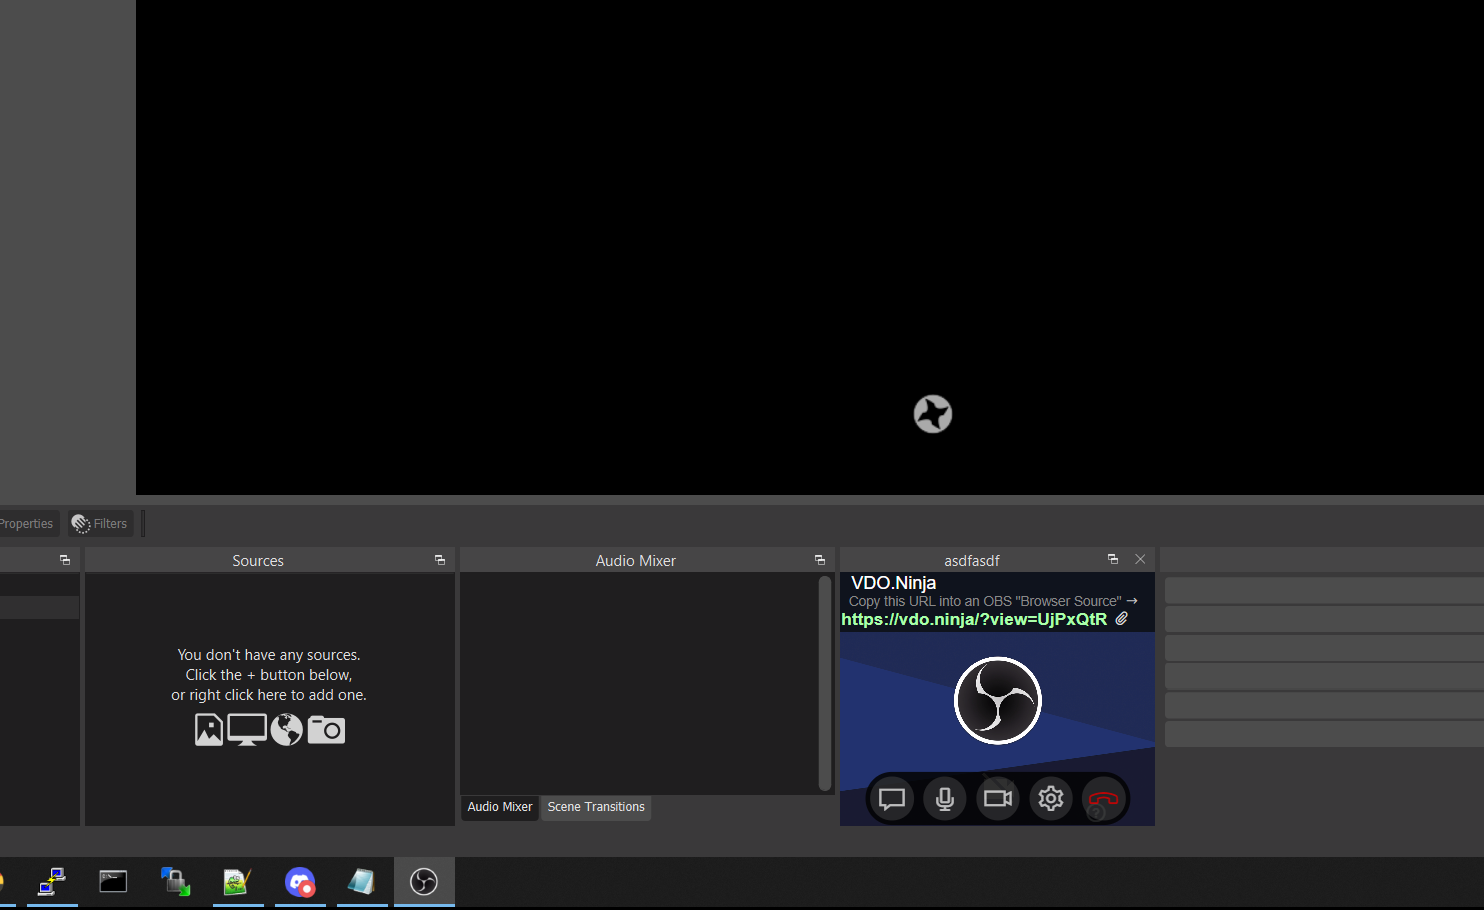 Properties
Filters
Sources
Audio Mixer
asdfasdf
You don't have any sources.
Click the + button below,
or right click here to add one.
VDO.Ninja
Copy this URL into an OBS "Browser Source" →
https://vdo.ninja/?view=UjPxQtR
Audio Mixer
Scene Transitions